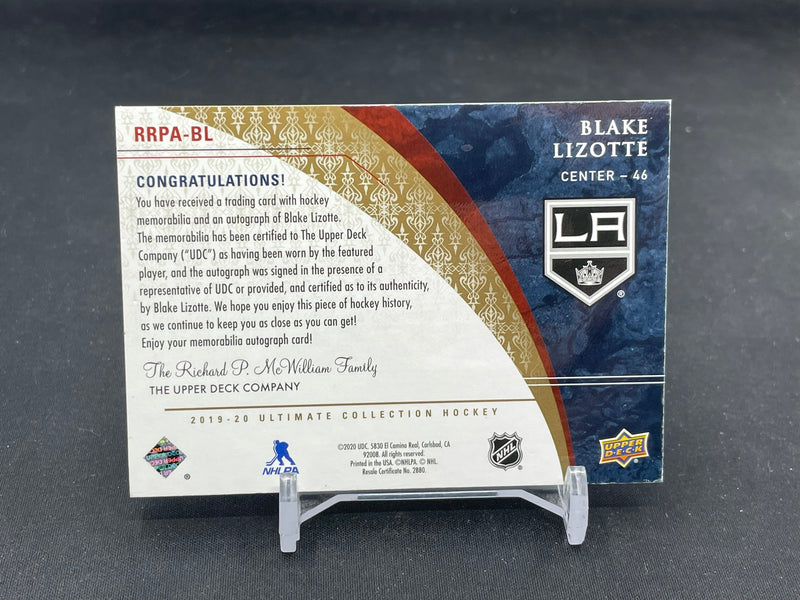 RRPA-BL
BLAKE
LIZOTTE
CENTER – 46
LA
®
CONGRATULATIONS!
You have received a trading card with hockey
memorabilia and an autograph of Blake Lizotte.
The memorabilia has been certified to The Upper Deck
Company ("UDC") as having been worn by the featured
player, and the autograph was signed in the presence of a
representative of UDC or provided, and certified as to its authenticity,
by Blake Lizotte. We hope you enjoy this piece of hockey history,
as we continue to keep you as close as you can get!
Enjoy your memorabilia autograph card!
The Richard P. McWilliam Family
THE UPPER DECK COMPANY
2019-20 ULTIMATE COLLECTION HOCKEY
UPPER DECK
®
NHLPA
©2020 UDC, 5830 El Camino Real, Carlsbad, CA
92008. All rights reserved.
Printed in the USA. ©NHLPA. © NHL.
Resale Certificate No. 2880.
NHL
UPPER
D.E.C.K